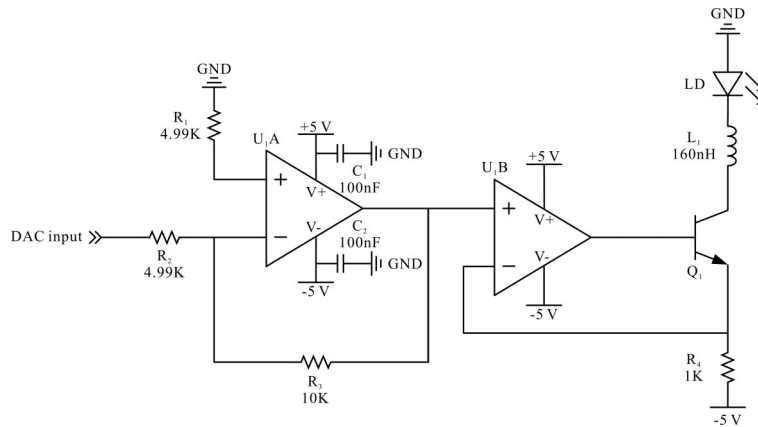 GND
LD
L₁
160nH
GND
R₁
4.99K
U₁A
+5 V
GND
C₁
100nF
V+
+
−
V-
C₂
100nF
GND
-5 V
DAC input
R₂
4.99K
R₃
10K
U₁B
+5 V
V+
+
−
V-
-5 V
Q₁
R₄
1K
-5 V